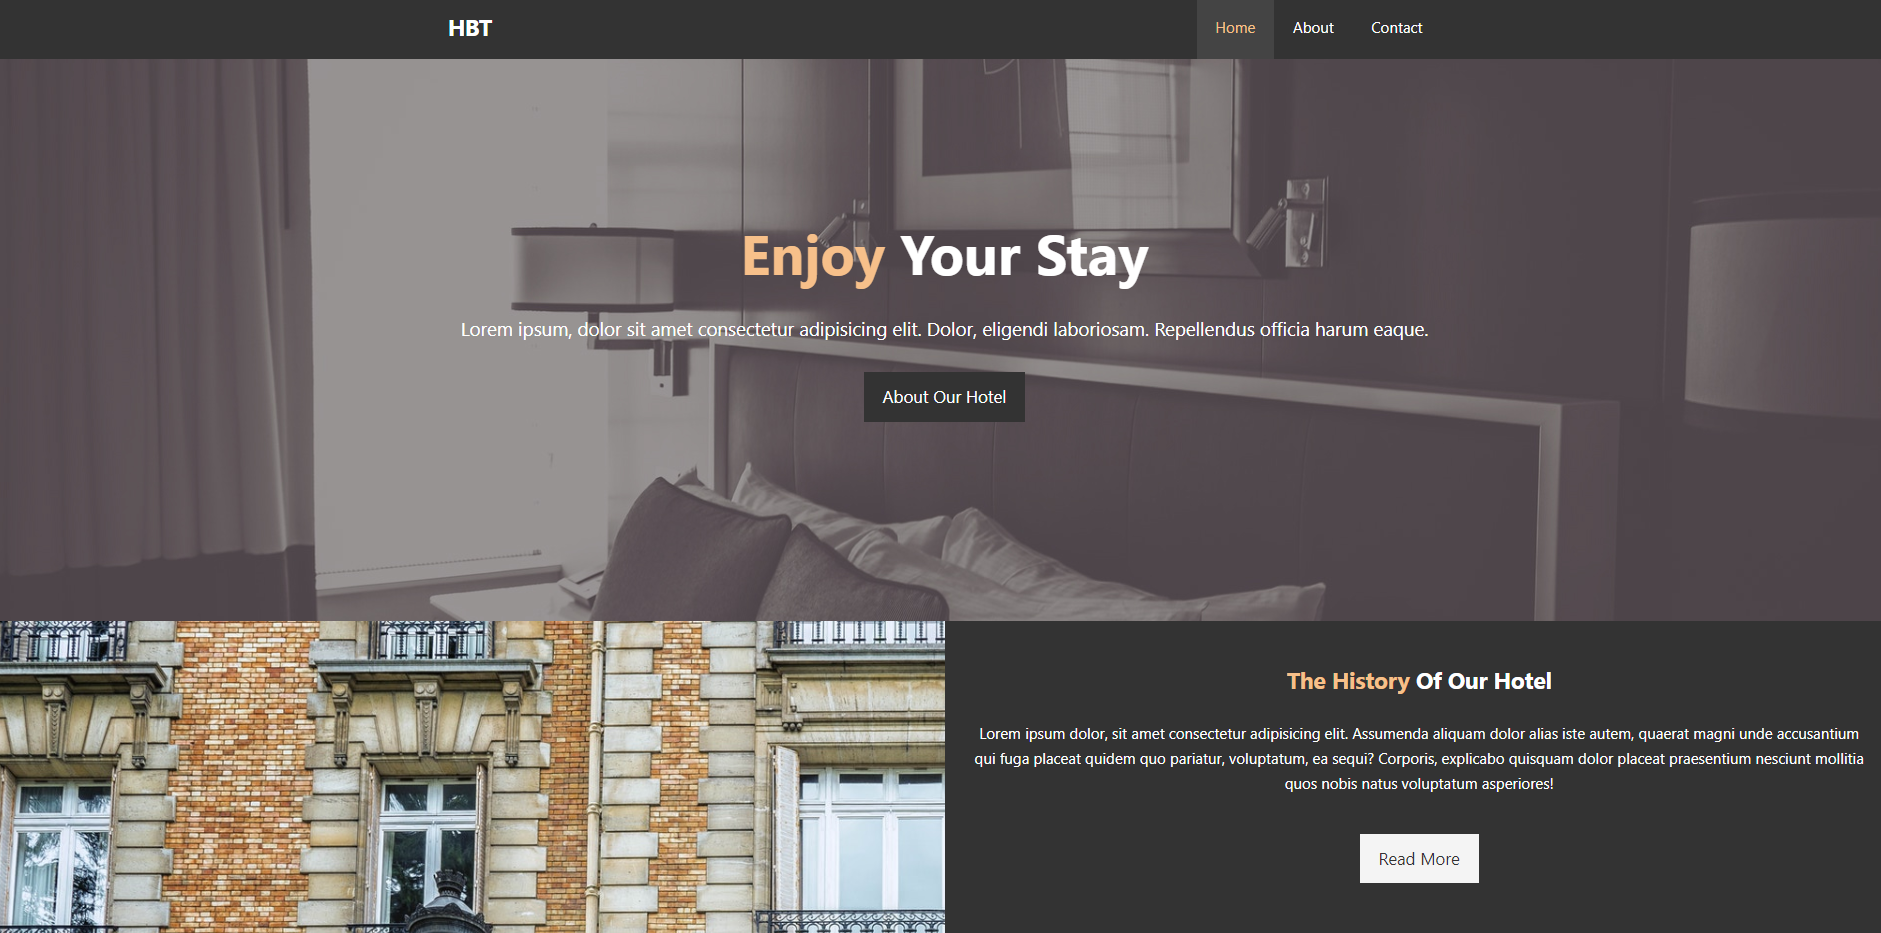 HBT
Home About Contact
Enjoy Your Stay
Lorem ipsum, dolor sit amet consectetur adipisicing elit. Dolor, eligendi laboriosam. Repellendus officia harum eaque.
About Our Hotel
The History Of Our Hotel
Lorem ipsum dolor, sit amet consectetur adipisicing elit. Assumenda aliquam dolor alias iste autem, quaerat magni unde accusantium
qui fuga placeat quidem quo pariatur, voluptatum, ea sequi? Corporis, explicabo quisquam dolor placeat praesentium nesciunt mollitia
quos nobis natus voluptatum asperiores!
Read More